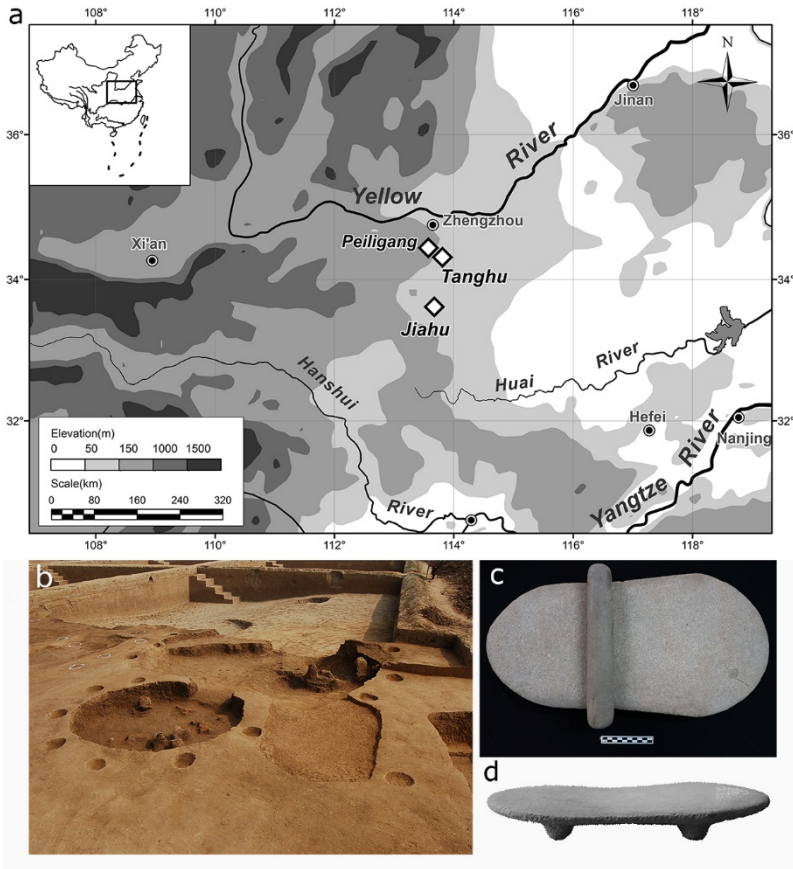 a
108°
110°
112°
114°
116°
118°
N
Jinan
36°
36°
River
Yellow
Zhengzhou
Xi'an
Peiligang
Tanghu
34°
34°
Jiahu
Hanshui
River
Huai
32°
32°
Hefei
River
Nanjing
Yangtze
River
Elevation(m)
0 50 150 1000 1500
Scale(km)
0 80 160 240 320
108°
110°
112°
114°
116°
118°
b
c
d